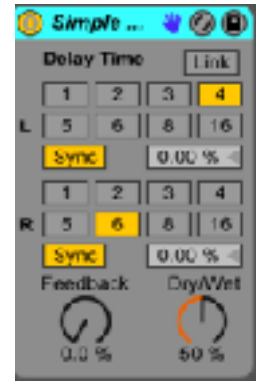 Simple ...
Delay Time Link
1 2 3 4
L 5 6 8 16
Sync 0.00 %
1 2 3 4
R 5 6 8 16
Sync 0.00 %
Feedback Dry/Wet
0.0 % 50 %